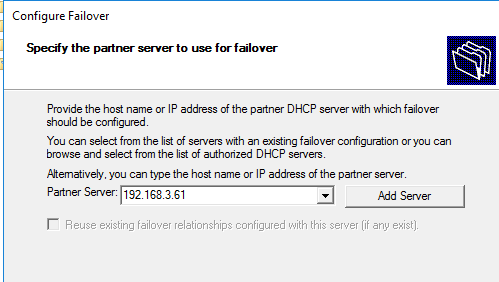 Configure Failover
Specify the partner server to use for failover
Provide the host name or IP address of the partner DHCP server with which failover
should be configured.
You can select from the list of servers with an existing failover configuration or you can
browse and select from the list of authorized DHCP servers.
Alternatively, you can type the host name or IP address of the partner server.
Partner Server: 192.168.3.61 Add Server
Reuse existing failover relationships configured with this server (if any exist).